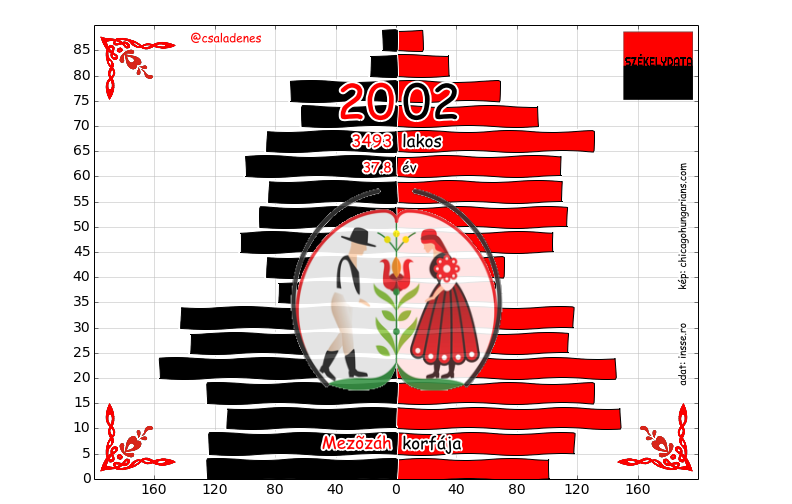 @csaladenes
SZÉKELYDATA
2002
3493 lakos
37.8 év
kép: chicagohungarians.com
adat: insse.ro
Mezõzáh korfája
85
80
75
70
65
60
55
50
45
40
35
30
25
20
15
10
5
0
160 120 80 40 0 40 80 120 160